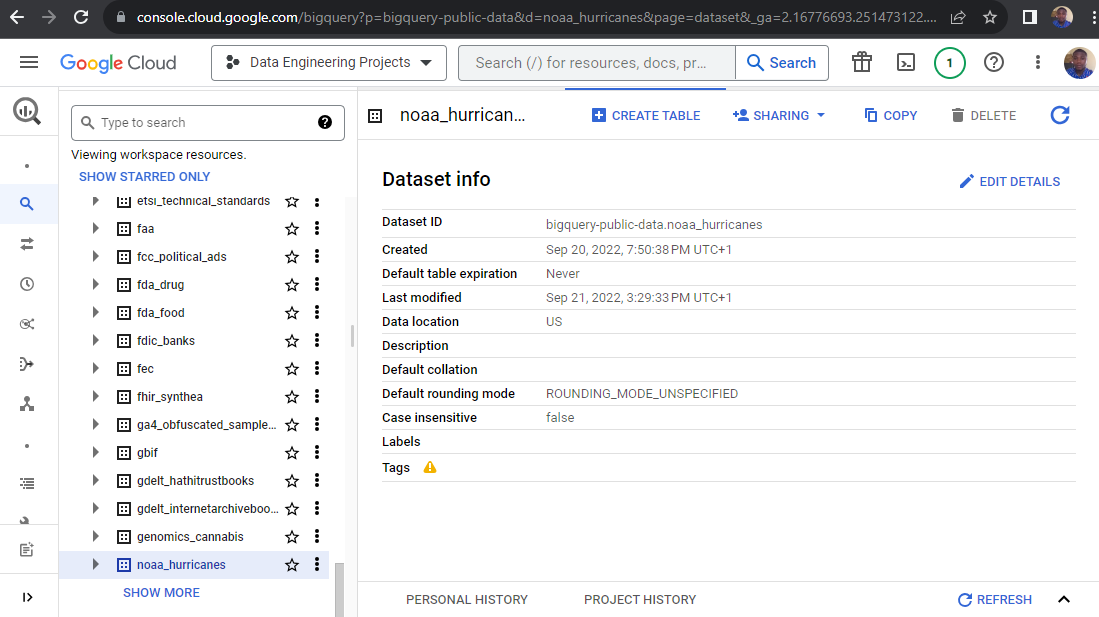 console.cloud.google.com/bigquery?p=bigquery-public-data&d=noaa_hurricanes&page=dataset&_ga=2.16776693.251473122....
Google Cloud
Data Engineering Projects
Search (/) for resources, docs, pr...
Search
1
Type to search
Viewing workspace resources.
SHOW STARRED ONLY
etsi_technical_standards
faa
fcc_political_ads
fda_drug
fda_food
fdic_banks
fec
fhir_synthea
ga4_obfuscated_sample...
gbif
gdelt_hathitrustbooks
gdelt_internetarchiveboo...
genomics_cannabis
noaa_hurricanes
SHOW MORE
noaa_hurrican...
CREATE TABLE
SHARING
COPY
DELETE
Dataset info
EDIT DETAILS
Dataset ID bigquery-public-data.noaa_hurricanes
Created Sep 20, 2022, 7:50:38 PM UTC+1
Default table expiration Never
Last modified Sep 21, 2022, 3:29:33 PM UTC+1
Data location US
Description
Default collation
Default rounding mode ROUNDING_MODE_UNSPECIFIED
Case insensitive false
Labels
Tags
PERSONAL HISTORY
PROJECT HISTORY
REFRESH